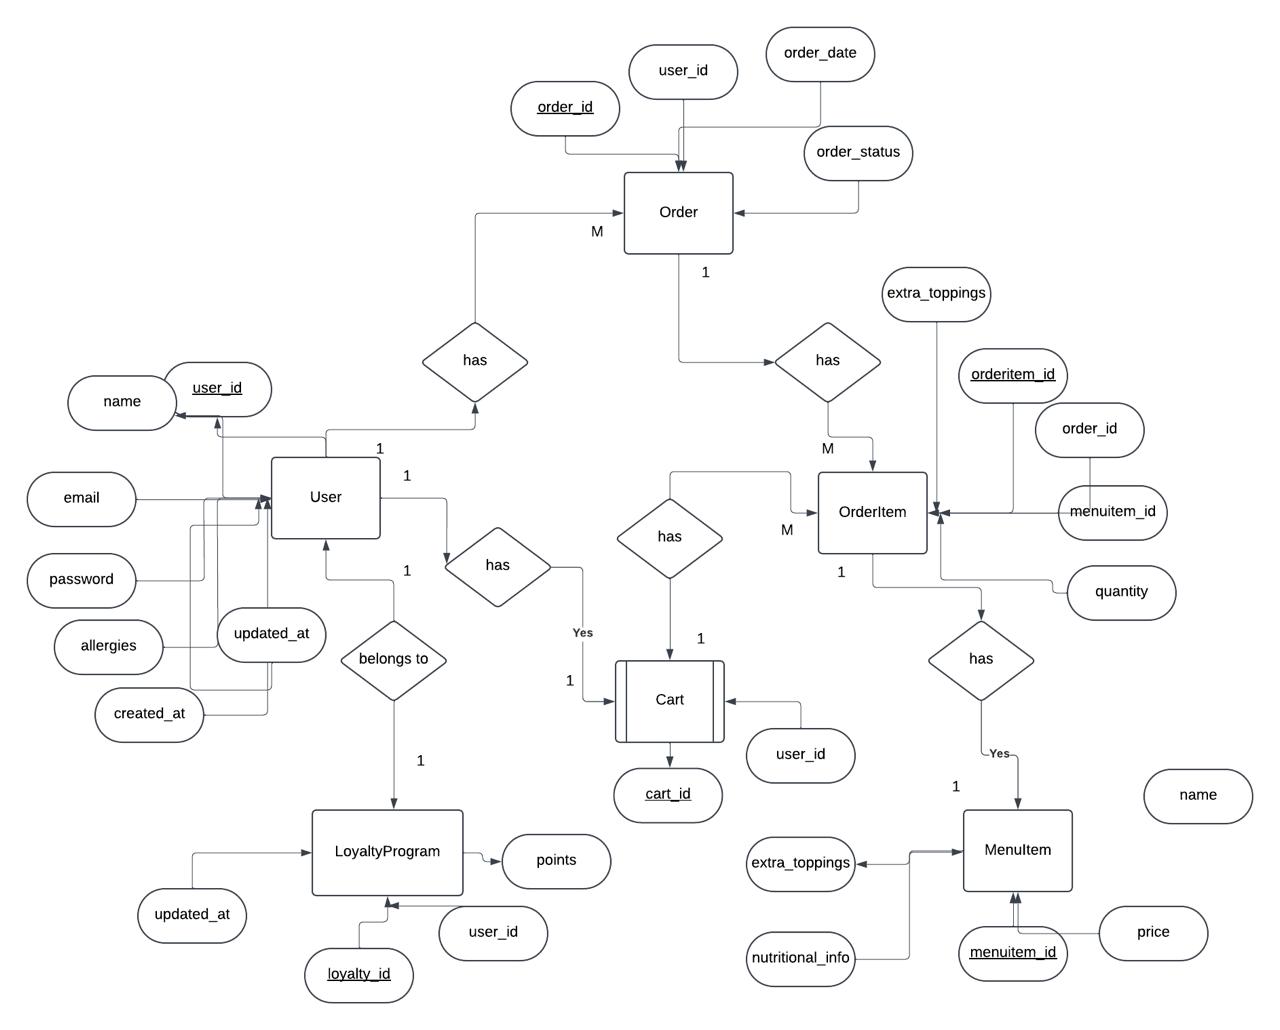 order_date
user_id
order_id
order_status
Order
M
1
extra_toppings
has
has
orderitem_id
user_id
name
order_id
M
1
1
User
email
OrderItem
menuitem_id
M
has
has
1
1
password
quantity
Yes
updated_at
allergies
1
belongs to
has
1
Cart
created_at
Yes
user_id
1
1
cart_id
name
LoyaltyProgram
MenuItem
points
extra_toppings
updated_at
user_id
price
menuitem_id
nutritional_info
loyalty_id